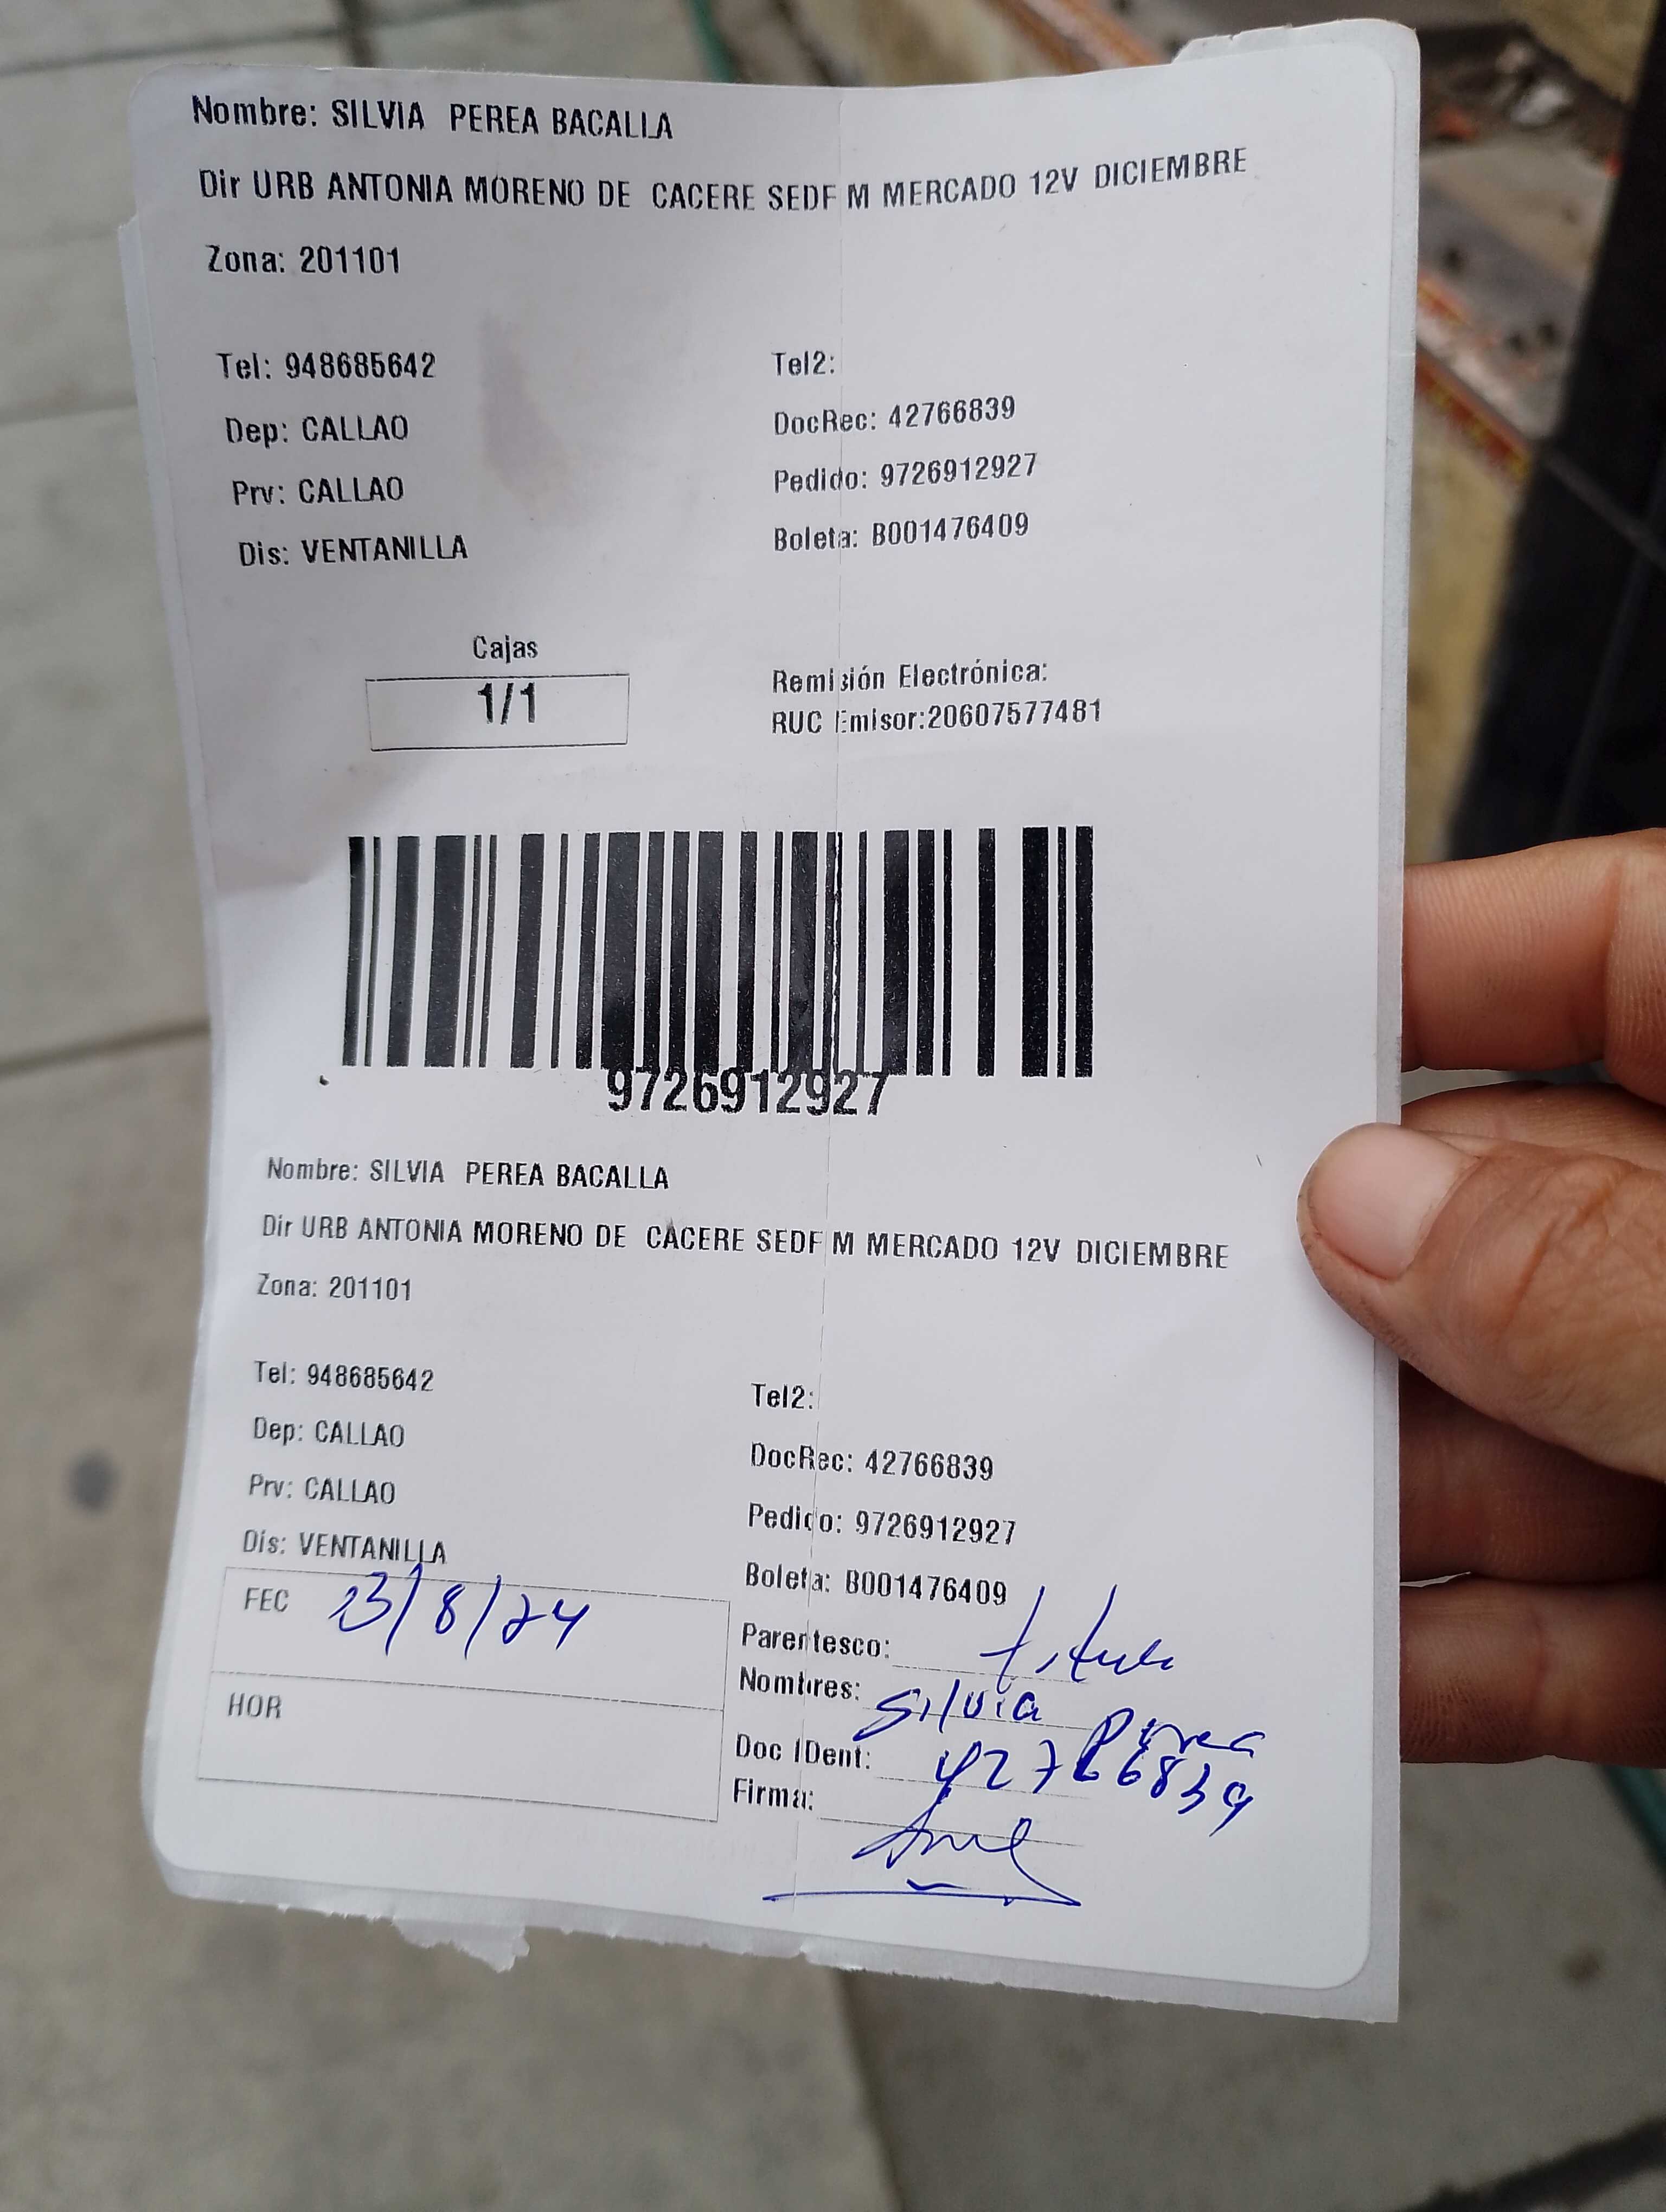 Nombre: SILVIA PEREA BACALLA
Dir URB ANTONIA MORENO DE CACERE SEDF M MERCADO 12V DICIEMBRE
Zona: 201101
Tel: 948685642
Tel2:
Dep: CALLAO
DocRec: 42766839
Prv: CALLAO
Pedido: 9726912927
Dis: VENTANILLA
Boleta: B001476409
Cajas
1/1
Remisión Electrónica:
RUC Emisor:20607577481
9726912927
Nombre: SILVIA PEREA BACALLA
Dir URB ANTONIA MORENO DE CACERE SEDF M MERCADO 12V DICIEMBRE
Zona: 201101
Tel: 948685642
Tel2:
Dep: CALLAO
DocRec: 42766839
Prv: CALLAO
Pedido: 9726912927
Dis: VENTANILLA
Boleta: B001476409
FEC 23/8/24
HOR
Parentesco: titular
Nombres: Silvia Perea
Doc IDent: 42766839
Firma: